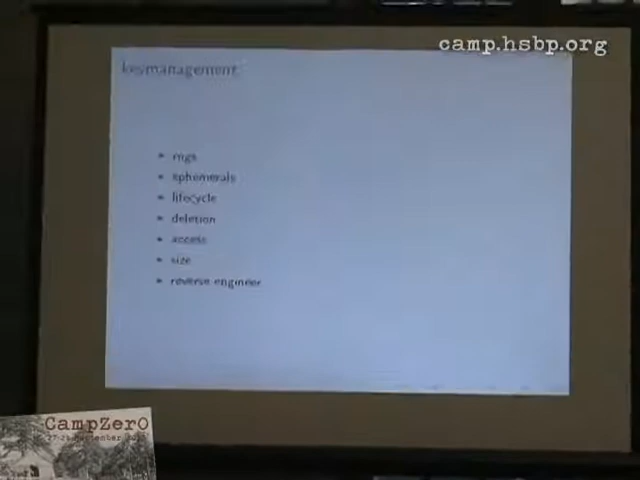 camp.hsbp.org
keymanagement
rngs
ephemerals
lifecycle
deletion
access
size
reverse engineer
CampZer0